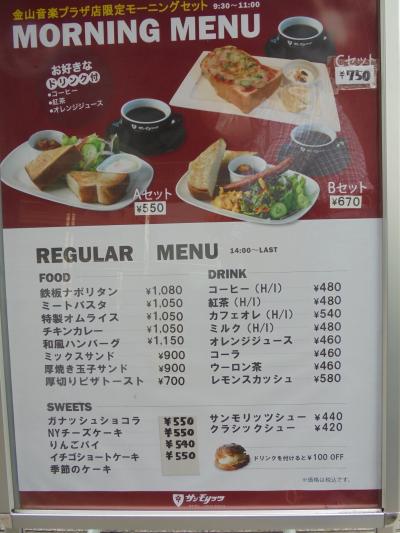 金山音楽プラザ店限定モーニングセット 9:30~11:00
MORNING MENU
お好きな
ドリンク付
•コーヒー
•紅茶
•オレンジジュース
Cセット
¥750
Aセット
¥550
Bセット
¥670
REGULAR MENU 14:00~LAST
FOOD
鉄板ナポリタン ¥1,080
ミートパスタ ¥1,050
特製オムライス ¥1,050
チキンカレー ¥1,050
和風ハンバーグ ¥1,150
ミックスサンド ¥900
厚焼き玉子サンド ¥900
厚切りピザトースト ¥700
DRINK
コーヒー(H/I) ¥480
紅茶(H/I) ¥480
カフェオレ(H/I) ¥540
ミルク(H/I) ¥480
オレンジジュース ¥460
コーラ ¥460
ウーロン茶 ¥460
レモンスカッシュ ¥580
SWEETS
ガナッシュショコラ ¥550
NYチーズケーキ ¥550
りんごパイ ¥540
イチゴショートケーキ ¥550
季節のケーキ
サンモリッツシュー ¥440
クラシックシュー ¥420
ドリンクを付けると¥100 OFF
※価格は税込です。
サンモリッツ